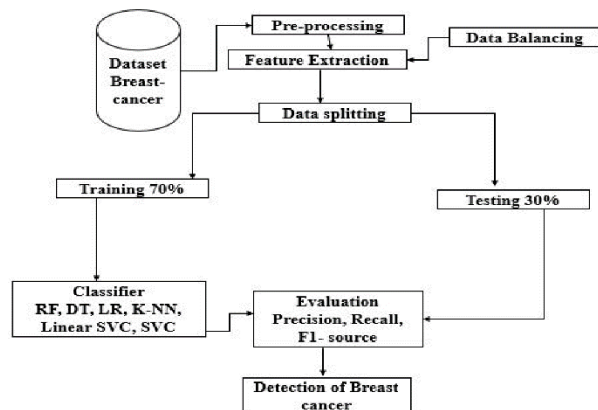 Pre-processing
Dataset
Breast-
cancer
Feature Extraction
Data Balancing
Data splitting
Training 70%
Testing 30%
Classifier
RF, DT, LR, K-NN,
Linear SVC, SVC
Evaluation
Precision, Recall,
F1- source
Detection of Breast
cancer